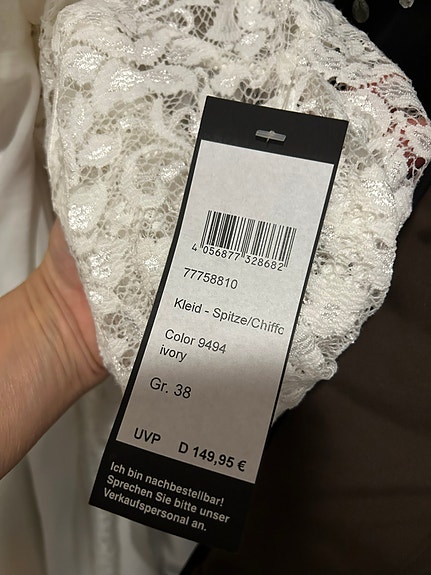 4 056877 328682
77758810
Kleid - Spitze/Chiffo
Color 9494
ivory
Gr. 38
UVP D 149,95 €
Ich bin nachbestellbar!
Sprechen Sie bitte unser
Verkaufspersonal an.